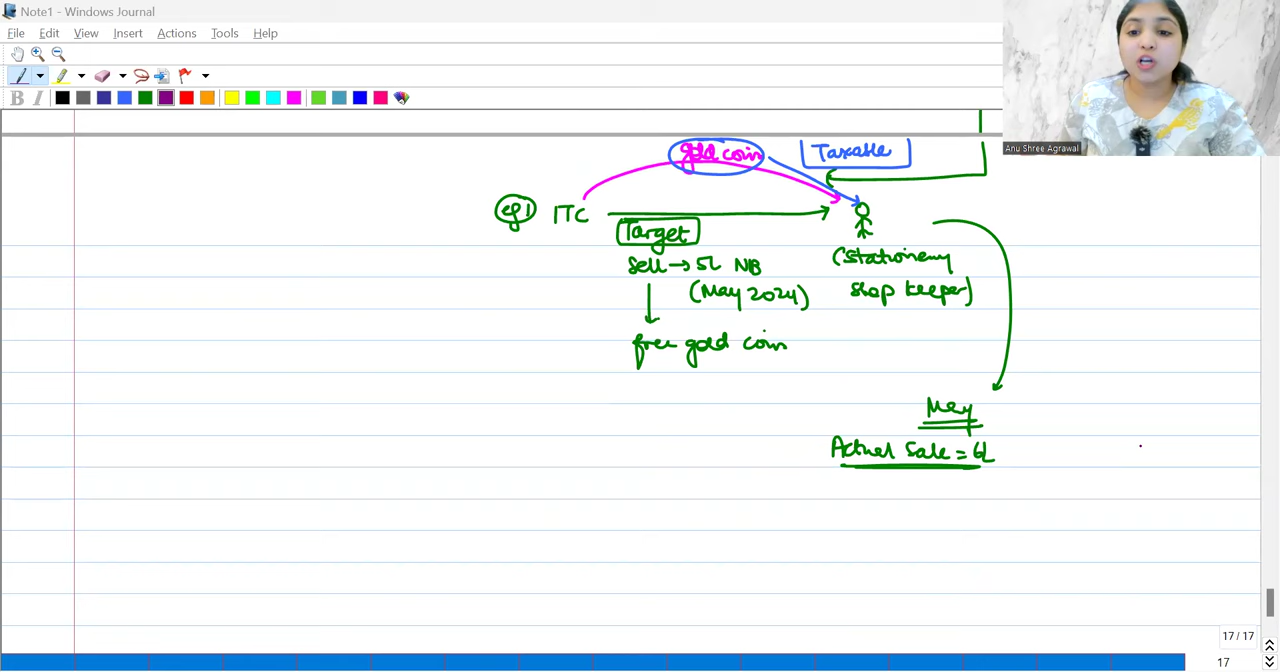 Note1 - Windows Journal
File Edit View Insert Actions Tools Help
B I
Anu Shree Agrawal
gold coin Taxable
eg1 ITC
Target
Sell → 5L NB
(May 2024)
free gold coin
(Stationery
shop keeper)
May
Actual Sale = 6L
17 / 17
17